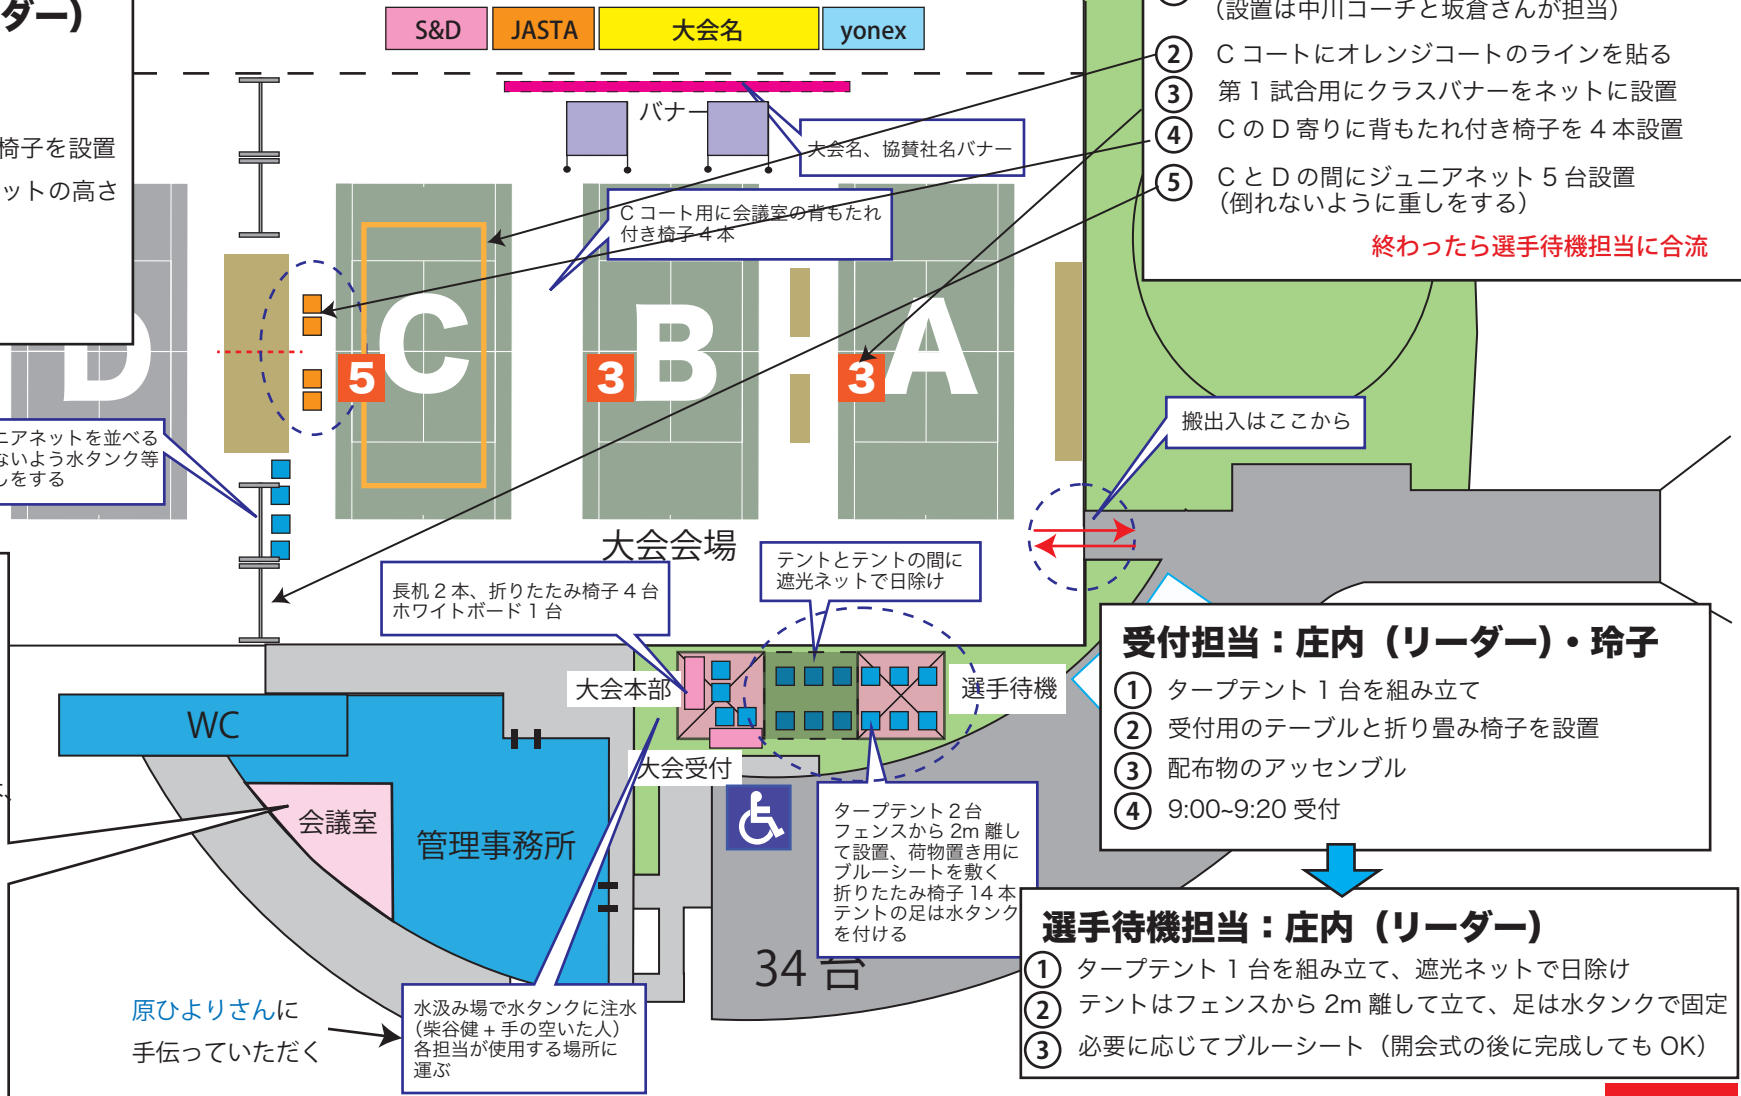 ダー）
椅子を設置
ットの高さ
S&D
JASTA
大会名
yonex
バナー
大会名、協賛社名バナー
C コート用に会議室の背もたれ
付き椅子 4 本
（設置は中川コーチと坂倉さんが担当）
② C コートにオレンジコートのラインを貼る
③ 第 1 試合用にクラスバナーをネットに設置
④ C の D 寄りに背もたれ付き椅子を 4 本設置
⑤ C と D の間にジュニアネット 5 台設置
（倒れないように重しをする）
終わったら選手待機担当に合流
D
C
B
A
5
3
3
ニアネットを並べる
ないよう水タンク等
しをする
搬出入はここから
大会会場
長机 2 本、折りたたみ椅子 4 台
ホワイトボード 1 台
テントとテントの間に
遮光ネットで日除け
大会本部
選手待機
大会受付
WC
会議室
管理事務所
タープテント 2 台
フェンスから 2m 離し
て設置、荷物置き用に
ブルーシートを敷く
折りたたみ椅子 14 本
テントの足は水タンク
を付ける
34 台
受付担当：庄内（リーダー）・玲子
① タープテント 1 台を組み立て
② 受付用のテーブルと折り畳み椅子を設置
③ 配布物のアッセンブル
④ 9:00~9:20 受付
選手待機担当：庄内（リーダー）
① タープテント 1 台を組み立て、遮光ネットで日除け
② テントはフェンスから 2m 離して立て、足は水タンクで固定
③ 必要に応じてブルーシート（開会式の後に完成しても OK）
原ひよりさんに
手伝っていただく
水汲み場で水タンクに注水
（柴谷健 + 手の空いた人）
各担当が使用する場所に
運ぶ